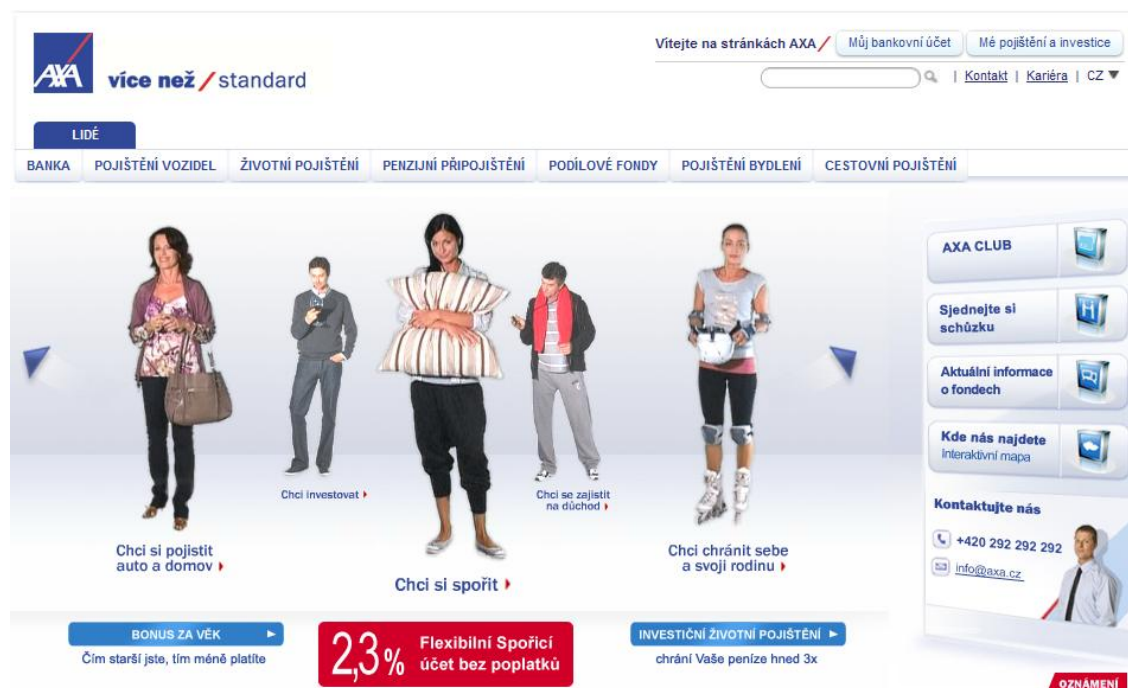 Vítejte na stránkách AXA
Můj bankovní účet
Mé pojištění a investice
AXA
více než / standard
| Kontakt | Kariéra | CZ ▼
LIDÉ
BANKA
POJIŠTĚNÍ VOZIDEL
ŽIVOTNÍ POJIŠTĚNÍ
PENZIJNÍ PŘIPOJIŠTĚNÍ
PODÍLOVÉ FONDY
POJIŠTĚNÍ BYDLENÍ
CESTOVNÍ POJIŠTĚNÍ
Chci si pojistit
auto a domov
Chci investovat
Chci si spořit
Chci se zajistit
na důchod
Chci chránit sebe
a svoji rodinu
AXA CLUB
Sjednejte si
schůzku
Aktuální informace
o fondech
Kde nás najdete
Interaktivní mapa
Kontaktujte nás
+420 292 292 292
info@axa.cz
BONUS ZA VĚK
Čím starší jste, tím méně platíte
2,3%
Flexibilní Spořicí
účet bez poplatků
INVESTIČNÍ ŽIVOTNÍ POJIŠTĚNÍ
chrání Vaše peníze hned 3x
OZNÁMENÍ